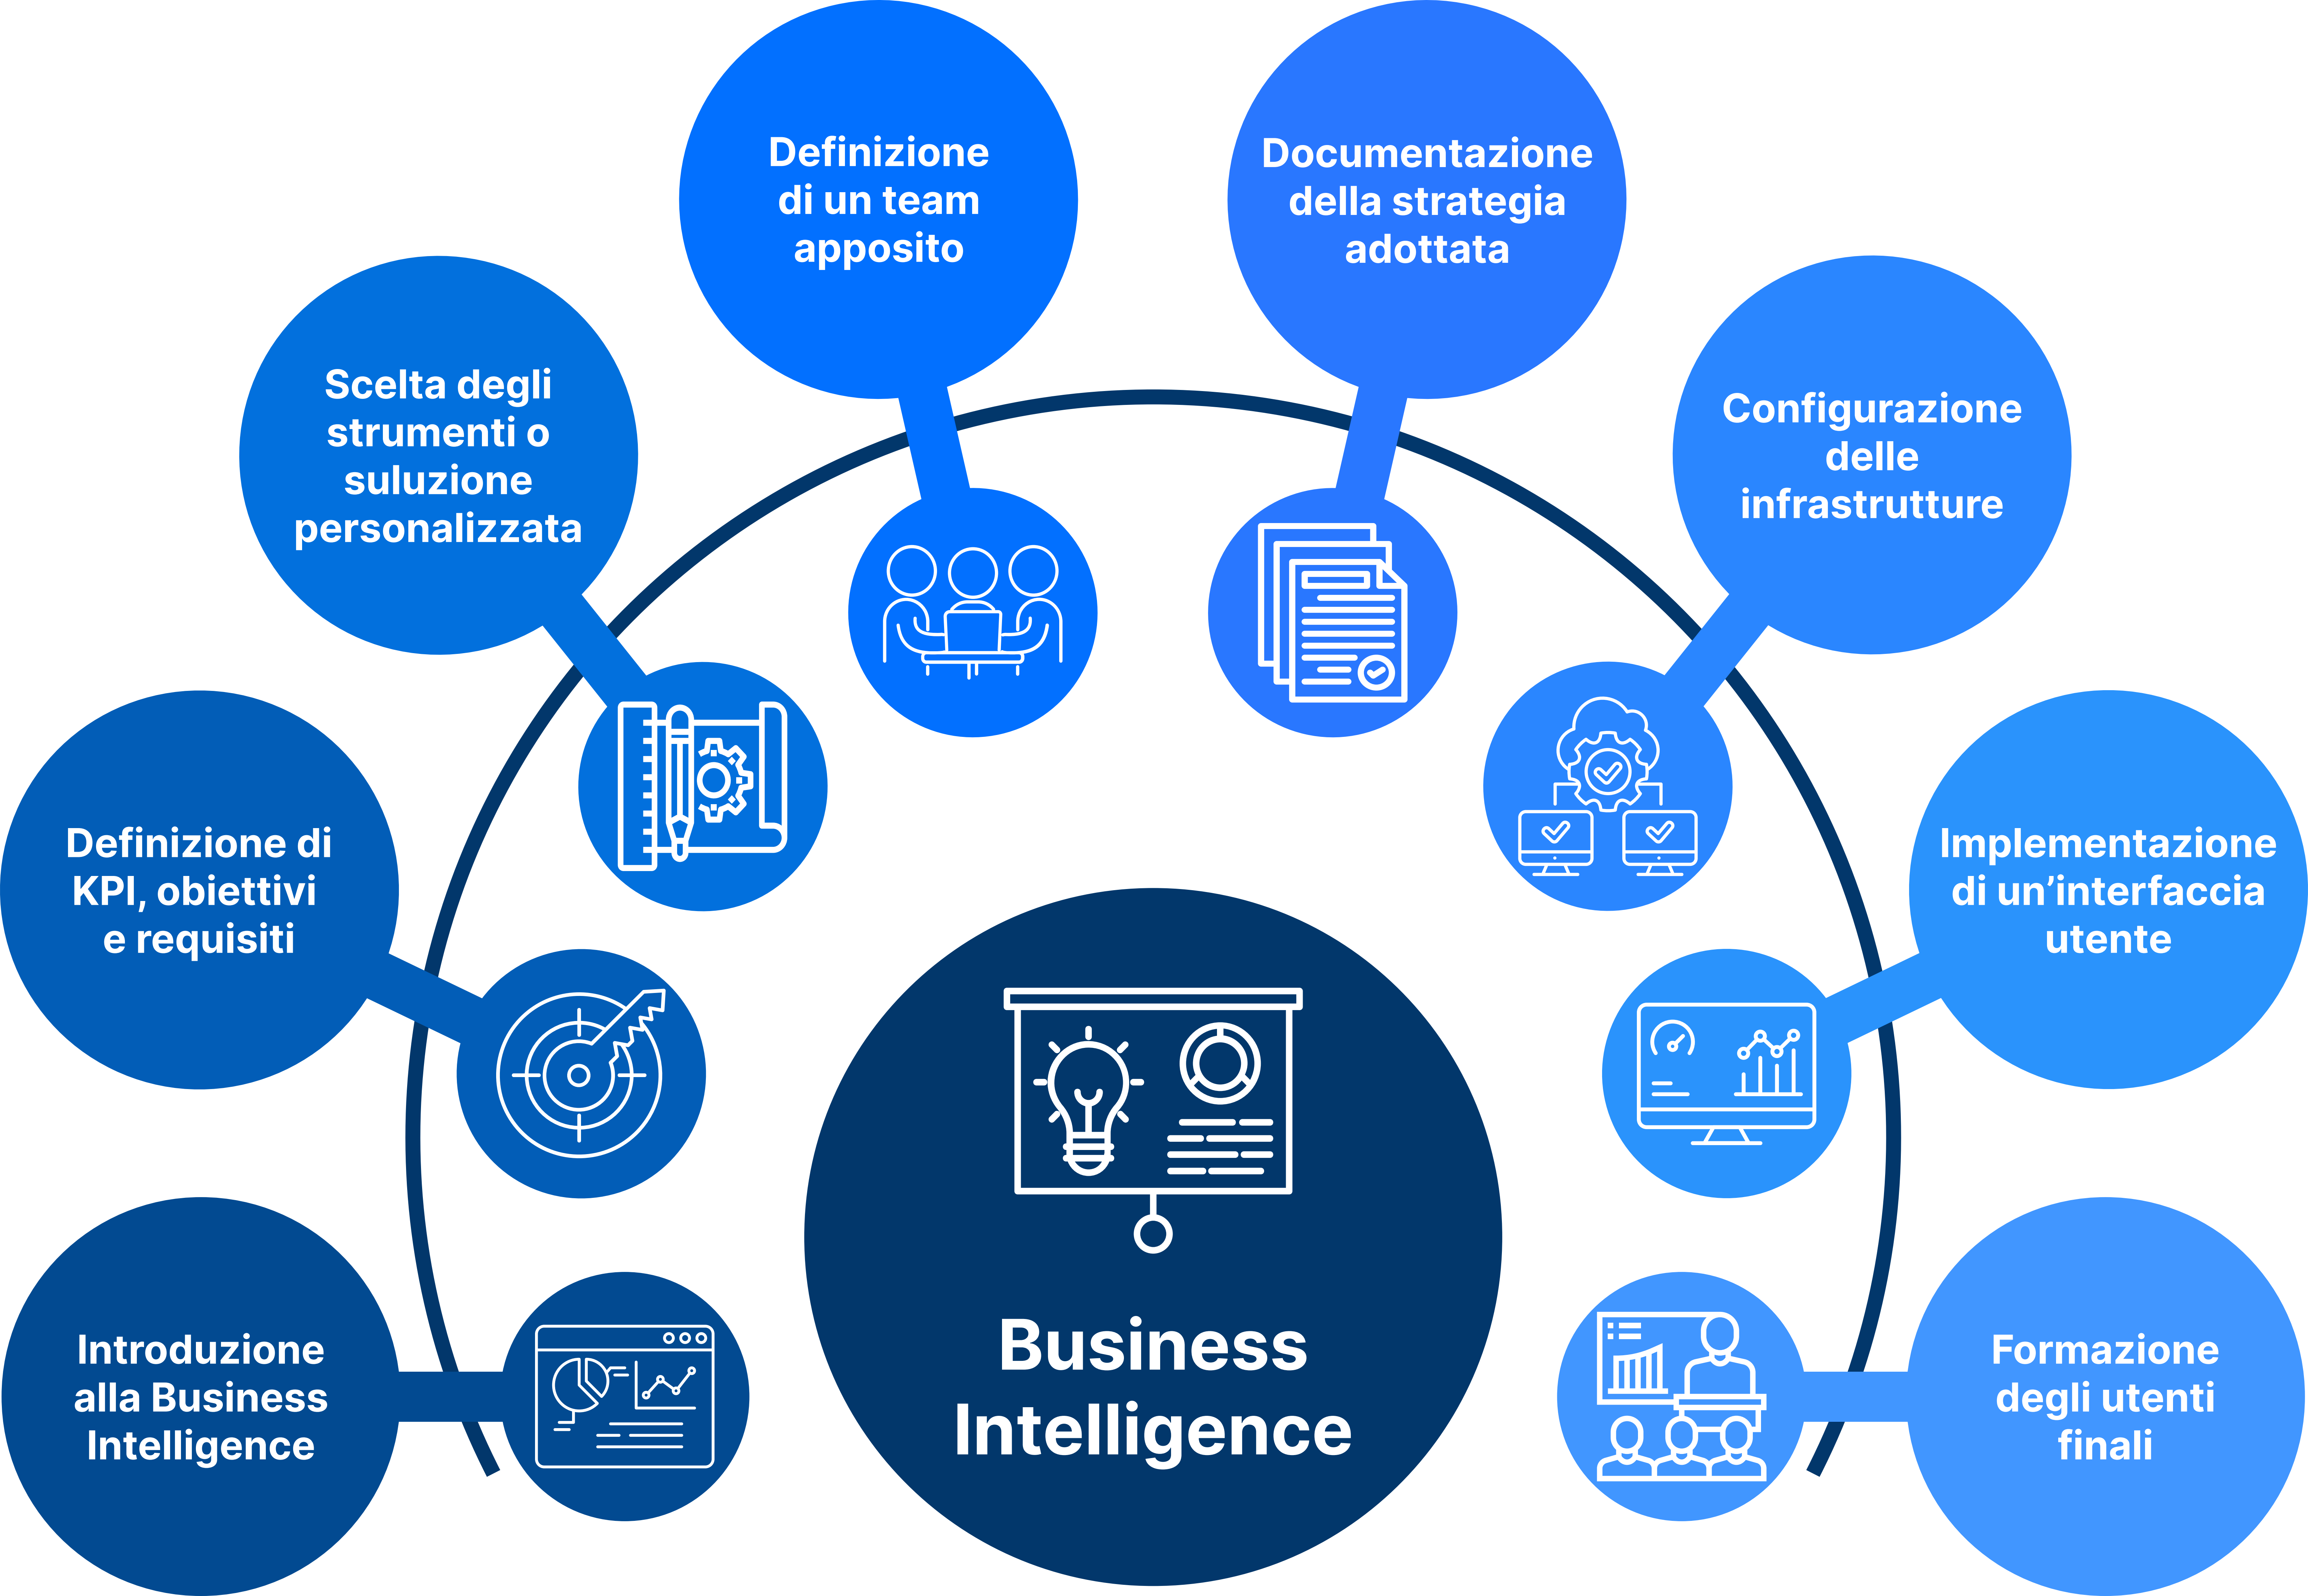 Introduzione
alla Business
Intelligence
Definizione di
KPI, obiettivi
e requisiti
Scelta degli
strumenti o
suluzione
personalizzata
Definizione
di un team
apposito
Documentazione
della strategia
adottata
Configurazione
delle
infrastrutture
Implementazione
di un’interfaccia
utente
Formazione
degli utenti
finali
Business
Intelligence